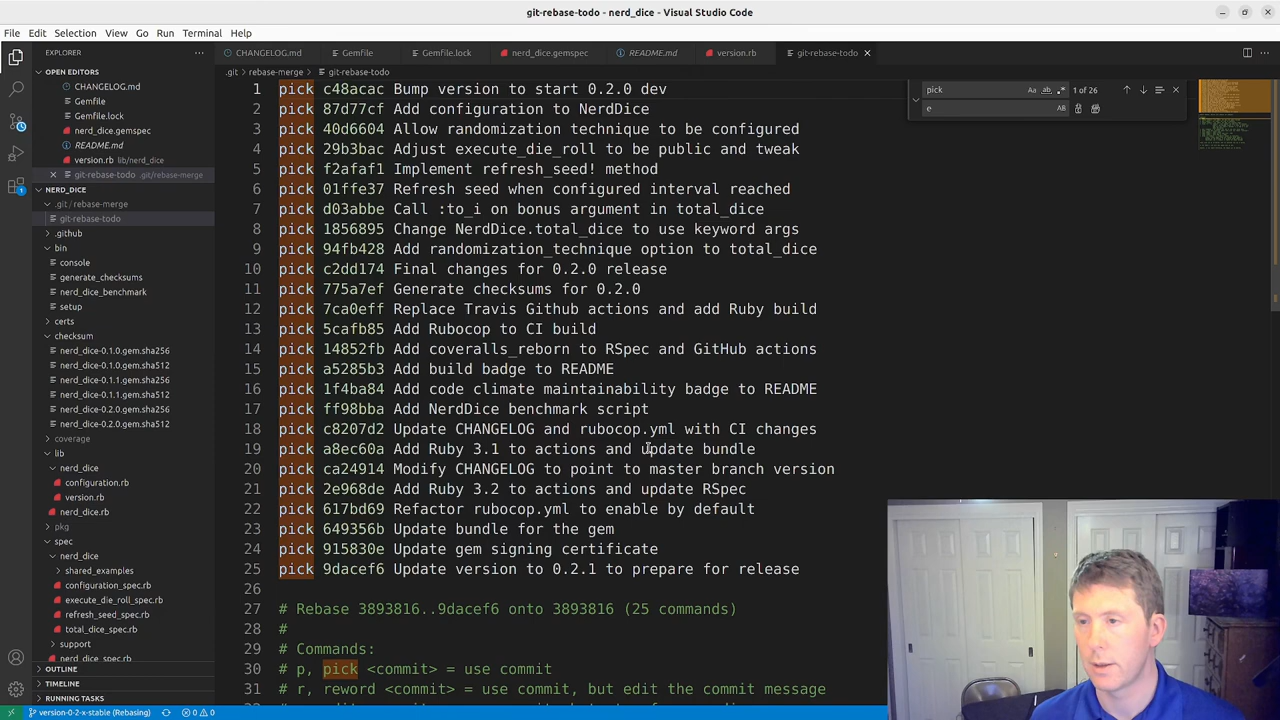 git-rebase-todo - nerd_dice - Visual Studio Code
File Edit Selection View Go Run Terminal Help
EXPLORER
CHANGELOG.md Gemfile Gemfile.lock nerd_dice.gemspec README.md version.rb git-rebase-todo
.git > rebase-merge > git-rebase-todo
OPEN EDITORS
CHANGELOG.md
Gemfile
Gemfile.lock
nerd_dice.gemspec
README.md
version.rb lib/nerd_dice
git-rebase-todo .git/rebase-merge
NERD_DICE
.git / rebase-merge
git-rebase-todo
.github
bin
console
generate_checksums
nerd_dice_benchmark
setup
certs
checksum
nerd_dice-0.1.0.gem.sha256
nerd_dice-0.1.0.gem.sha512
nerd_dice-0.1.1.gem.sha256
nerd_dice-0.1.1.gem.sha512
nerd_dice-0.2.0.gem.sha256
nerd_dice-0.2.0.gem.sha512
coverage
lib
nerd_dice
configuration.rb
version.rb
nerd_dice.rb
pkg
spec
nerd_dice
shared_examples
configuration_spec.rb
execute_die_roll_spec.rb
refresh_seed_spec.rb
total_dice_spec.rb
support
nerd_dice_spec.rb
OUTLINE
TIMELINE
RUNNING TASKS
1 pick c48acac Bump version to start 0.2.0 dev
2 pick 87d77cf Add configuration to NerdDice
3 pick 40d6604 Allow randomization technique to be configured
4 pick 29b3bac Adjust execute_die_roll to be public and tweak
5 pick f2afaf1 Implement refresh_seed! method
6 pick 01ffe37 Refresh seed when configured interval reached
7 pick d03abbe Call :to_i on bonus argument in total_dice
8 pick 1856895 Change NerdDice.total_dice to use keyword args
9 pick 94fb428 Add randomization_technique option to total_dice
10 pick c2dd174 Final changes for 0.2.0 release
11 pick 775a7ef Generate checksums for 0.2.0
12 pick 7ca0eff Replace Travis Github actions and add Ruby build
13 pick 5cafb85 Add Rubocop to CI build
14 pick 14852fb Add coveralls_reborn to RSpec and GitHub actions
15 pick a5285b3 Add build badge to README
16 pick 1f4ba84 Add code climate maintainability badge to README
17 pick ff98bba Add NerdDice benchmark script
18 pick c8207d2 Update CHANGELOG and rubocop.yml with CI changes
19 pick a8ec60a Add Ruby 3.1 to actions and update bundle
20 pick ca24914 Modify CHANGELOG to point to master branch version
21 pick 2e968de Add Ruby 3.2 to actions and update RSpec
22 pick 617bd69 Refactor rubocop.yml to enable by default
23 pick 649356b Update bundle for the gem
24 pick 915830e Update gem signing certificate
25 pick 9dacef6 Update version to 0.2.1 to prepare for release
26
27 # Rebase 3893816..9dacef6 onto 3893816 (25 commands)
28 #
29 # Commands:
30 # p, pick <commit> = use commit
31 # r, reword <commit> = use commit, but edit the commit message
pick Aa ab .* 1 of 26
e AB
version-0-2-x-stable (Rebasing) 0 0